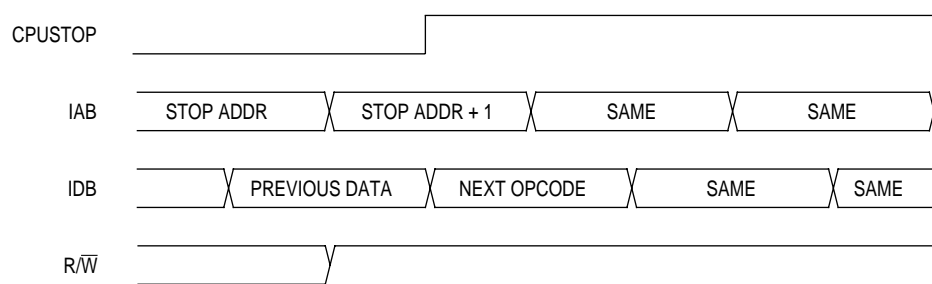 CPUSTOP
IAB STOP ADDR STOP ADDR + 1 SAME SAME
IDB PREVIOUS DATA NEXT OPCODE SAME SAME
R/W̅